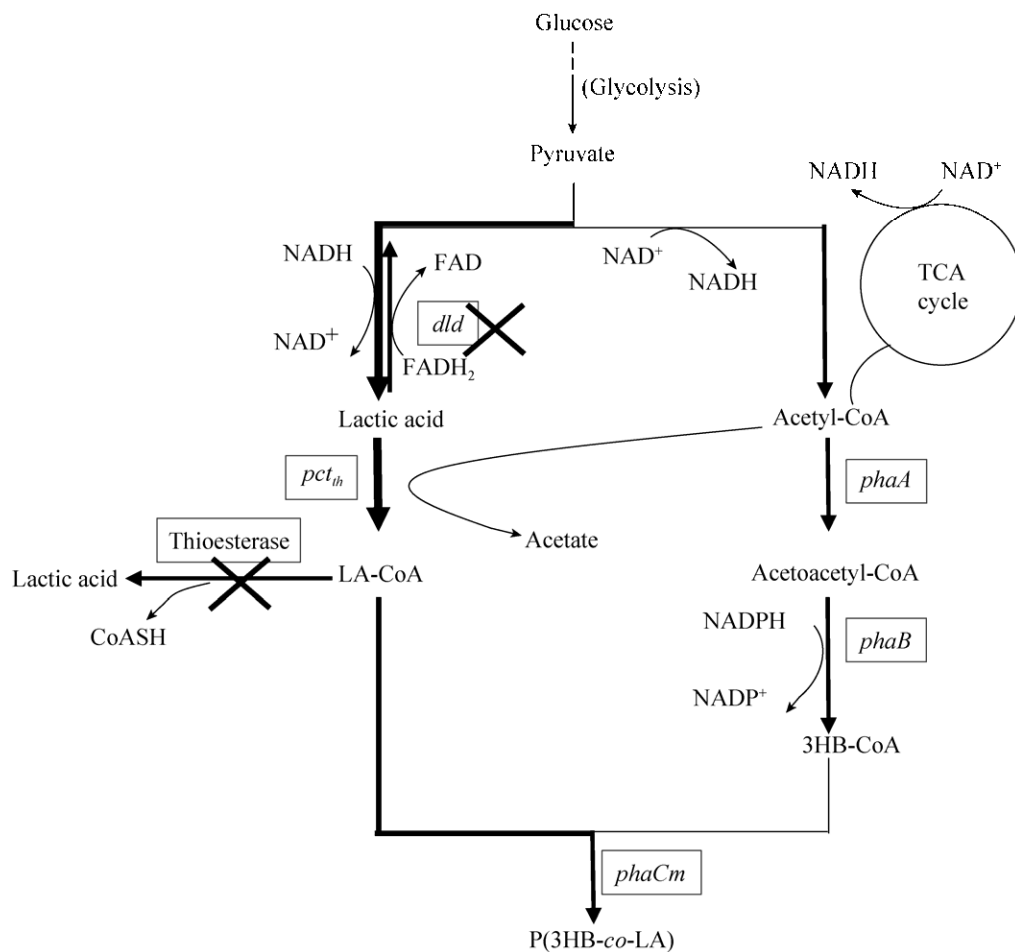 Glucose
(Glycolysis)
Pyruvate
NADH
NAD⁺
NADH
FAD
NAD⁺
NADH
TCA
cycle
dld
NAD⁺
FADH₂
Lactic acid
Acetyl-CoA
pctₜₕ
phaA
Thioesterase
Acetate
Lactic acid
LA-CoA
Acetoacetyl-CoA
CoASH
NADPH
phaB
NADP⁺
3HB-CoA
phaCm
P(3HB-co-LA)